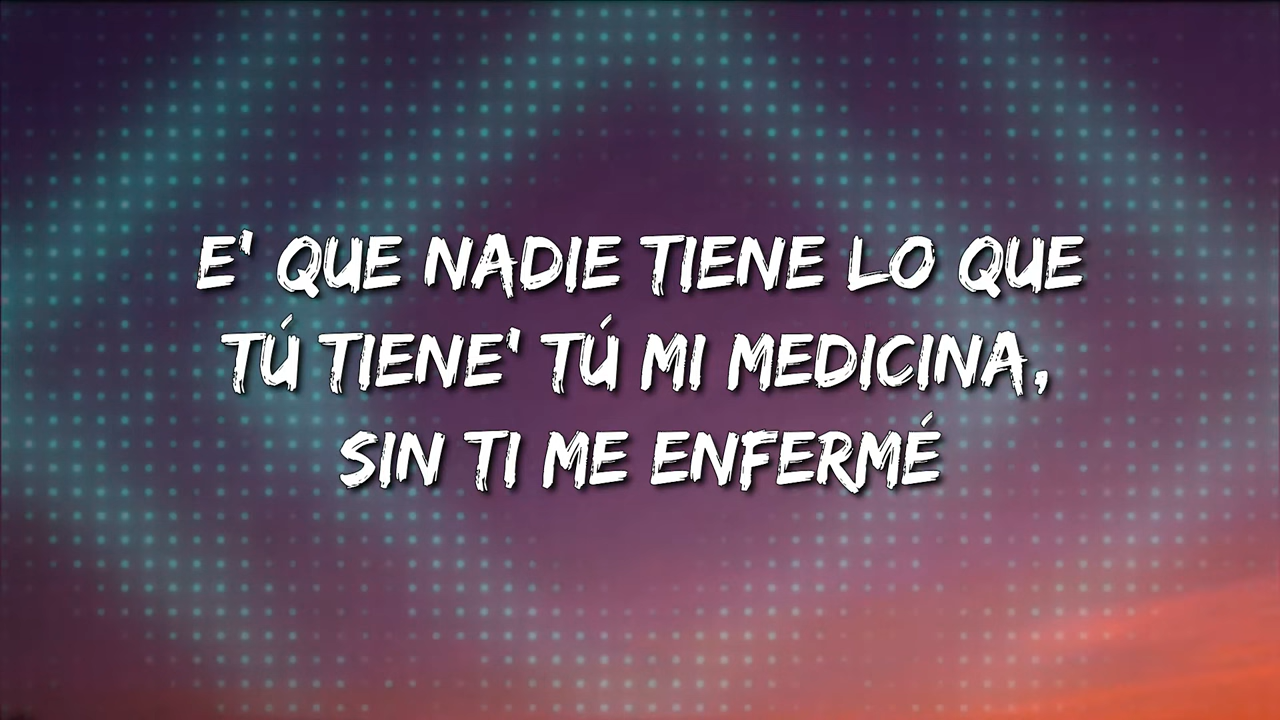 E' QUE NADIE TIENE LO QUE
TÚ TIENE' TÚ MI MEDICINA,
SIN TI ME ENFERMÉ